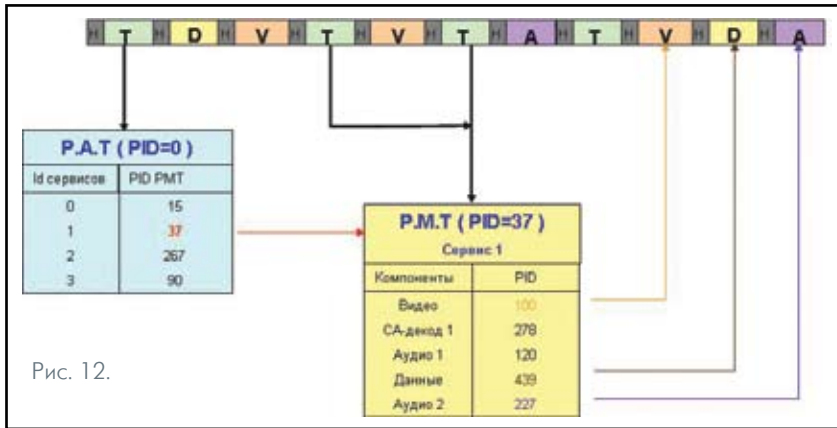 H T H D H V H T H V H T H A H T H V H D H A
P.A.T ( PID=0 )
Id сервисов PID PMT
0 15
1 37
2 267
3 90
P.M.T ( PID=37 )
Сервис 1
Компоненты PID
Видео 100
СА-декод 1 278
Аудио 1 120
Данные 439
Аудио 2 227
Рис. 12.